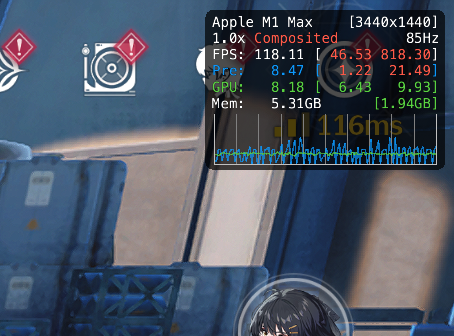 Apple M1 Max [3440x1440]
1.0x Composited 85Hz
FPS: 118.11 [ 46.53 818.30]
Pre: 8.47 [ 1.22 21.49]
GPU: 8.18 [ 6.43 9.93]
Mem: 5.31GB [1.94GB]
116ms